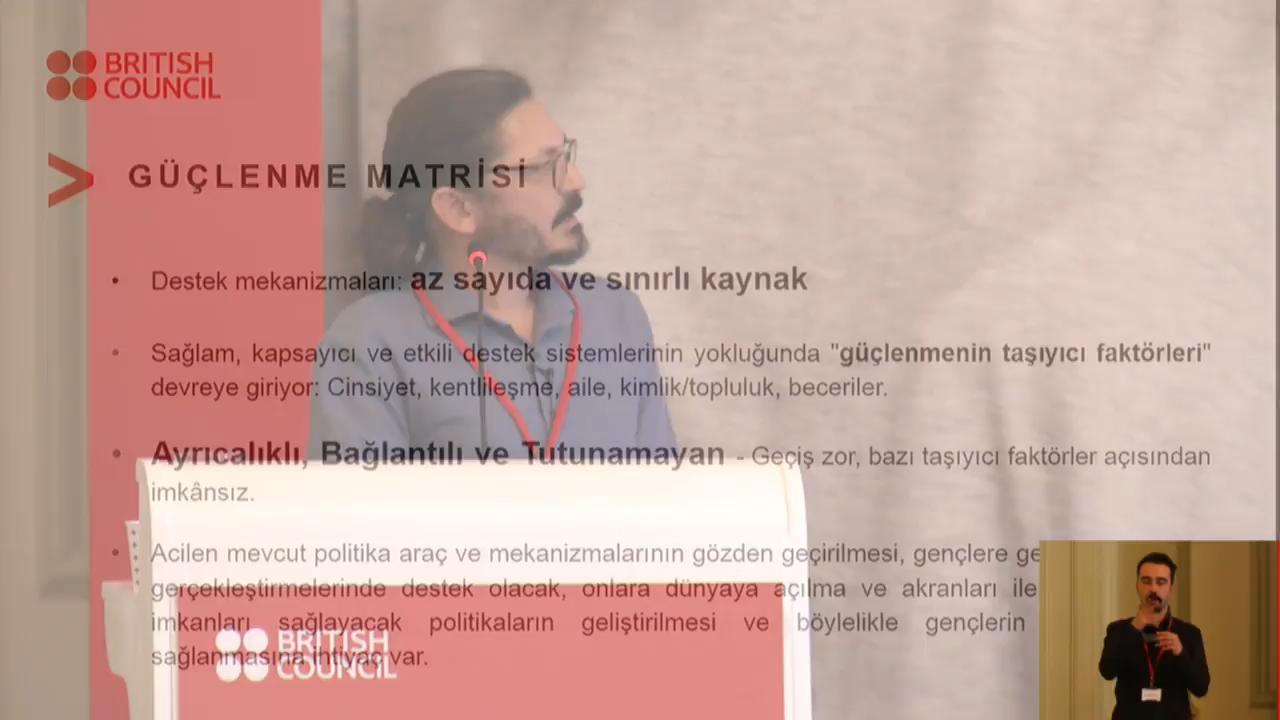 BRITISH
COUNCIL
GÜÇLENME MATRİSİ
• Destek mekanizmaları: az sayıda ve sınırlı kaynak
• Sağlam, kapsayıcı ve etkili destek sistemlerinin yokluğunda "güçlenmenin taşıyıcı faktörleri"
devreye giriyor: Cinsiyet, kentlileşme, aile, kimlik/topluluk, beceriler.
• Ayrıcalıklı, Bağlantılı ve Tutunamayan - Geçiş zor, bazı taşıyıcı faktörler açısından
imkânsız.
• Acilen mevcut politika araç ve mekanizmalarının gözden geçirilmesi, gençlere
gerçekleştirmelerinde destek olacak, onlara dünyaya açılma ve akranları ile
imkanları sağlayacak politikaların geliştirilmesi ve böylelikle gençlerin
sağlanmasına ihtiyaç var.
BRITISH
COUNCIL